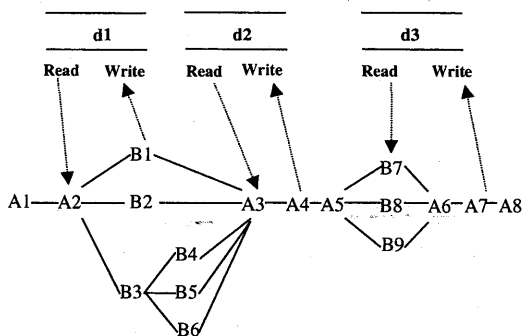 d1 d2 d3
Read Write Read Write Read Write
B1 B7
A1 A2 B2 A3 A4 A5 B8 A6 A7 A8
B4 B9
B3 B5
B6